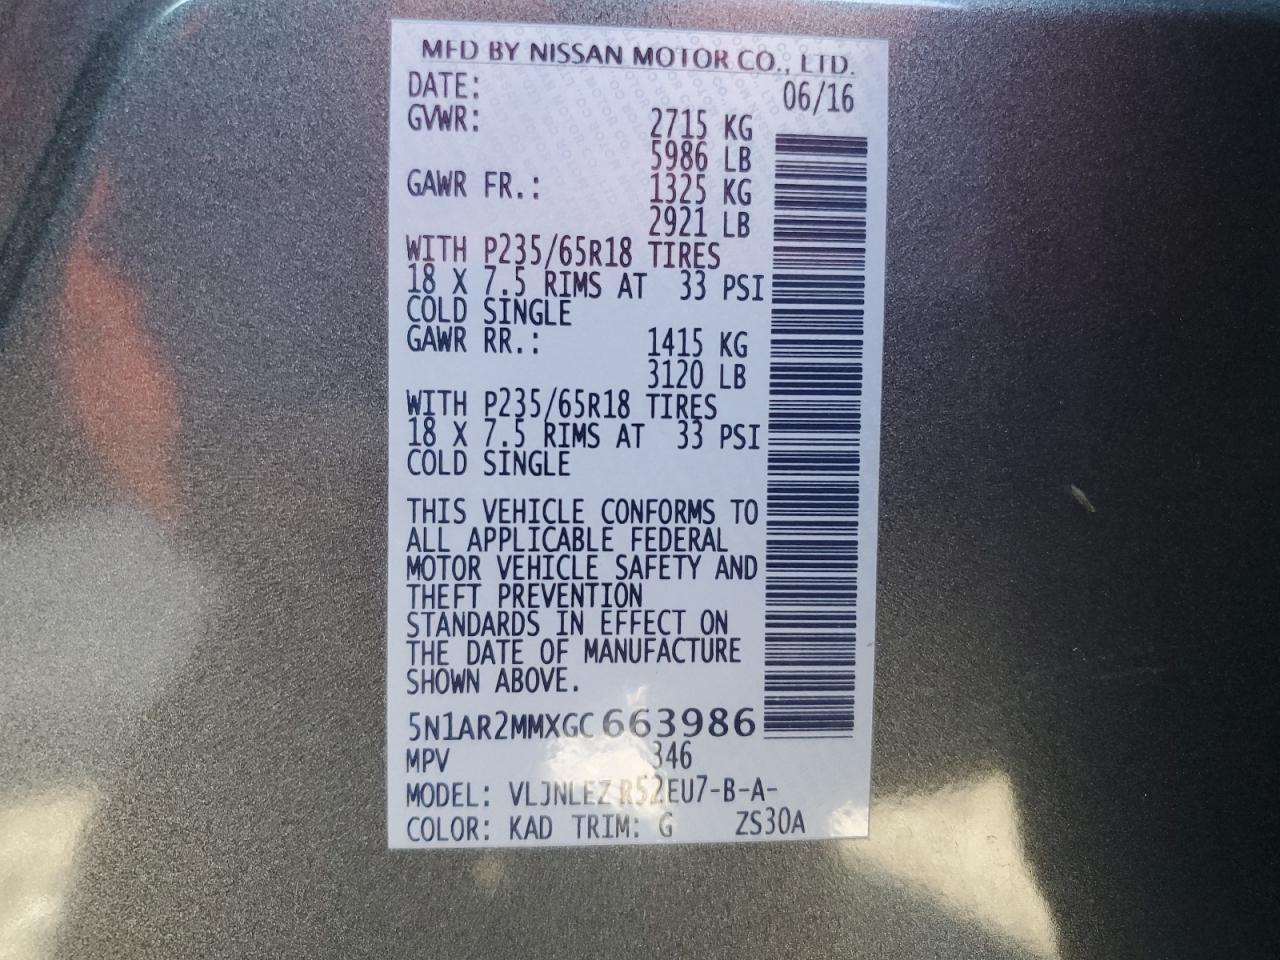 MFD BY NISSAN MOTOR CO., LTD.
DATE: 06/16
GVWR: 2715 KG
5986 LB
GAWR FR.: 1325 KG
2921 LB
WITH P235/65R18 TIRES
18 X 7.5 RIMS AT 33 PSI
COLD SINGLE
GAWR RR.: 1415 KG
3120 LB
WITH P235/65R18 TIRES
18 X 7.5 RIMS AT 33 PSI
COLD SINGLE
THIS VEHICLE CONFORMS TO
ALL APPLICABLE FEDERAL
MOTOR VEHICLE SAFETY AND
THEFT PREVENTION
STANDARDS IN EFFECT ON
THE DATE OF MANUFACTURE
SHOWN ABOVE.
5N1AR2MMXGC663986
MPV 346
MODEL: VLJNLEZ R52EU7-B-A-
COLOR: KAD TRIM: G ZS30A